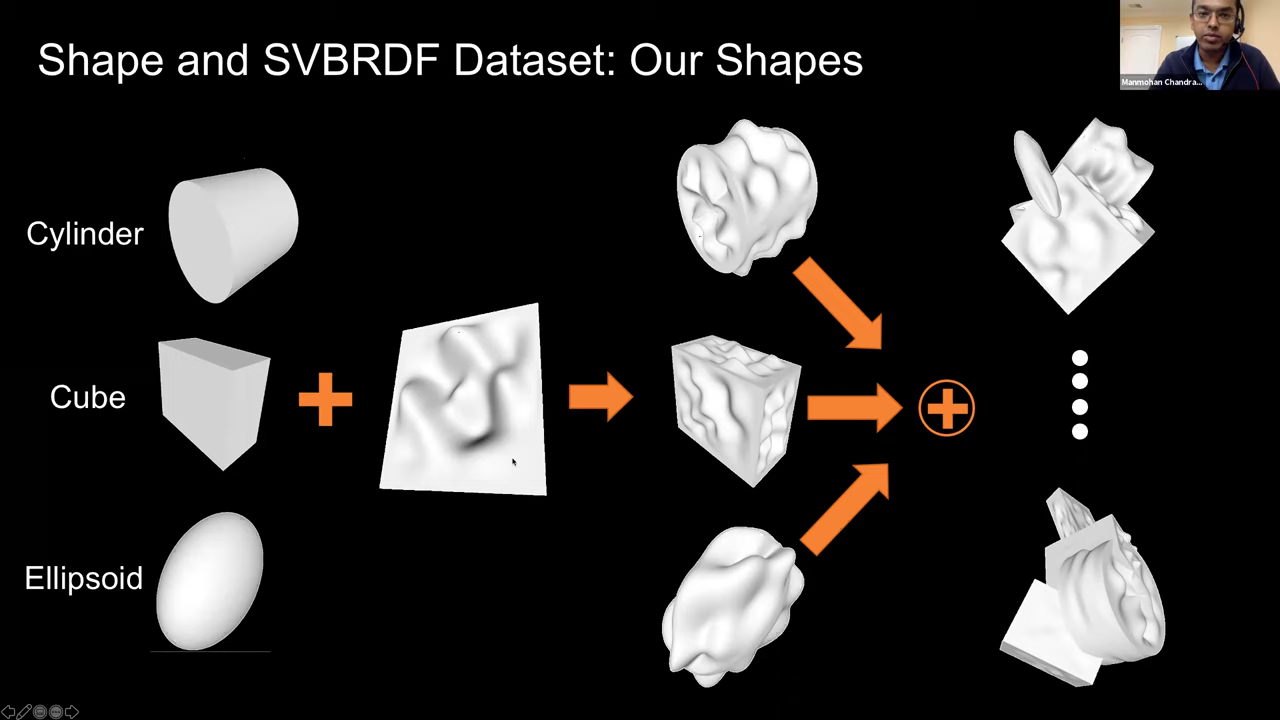 Shape and SVBRDF Dataset: Our Shapes
Manmohan Chandra...
Cylinder
Cube
Ellipsoid